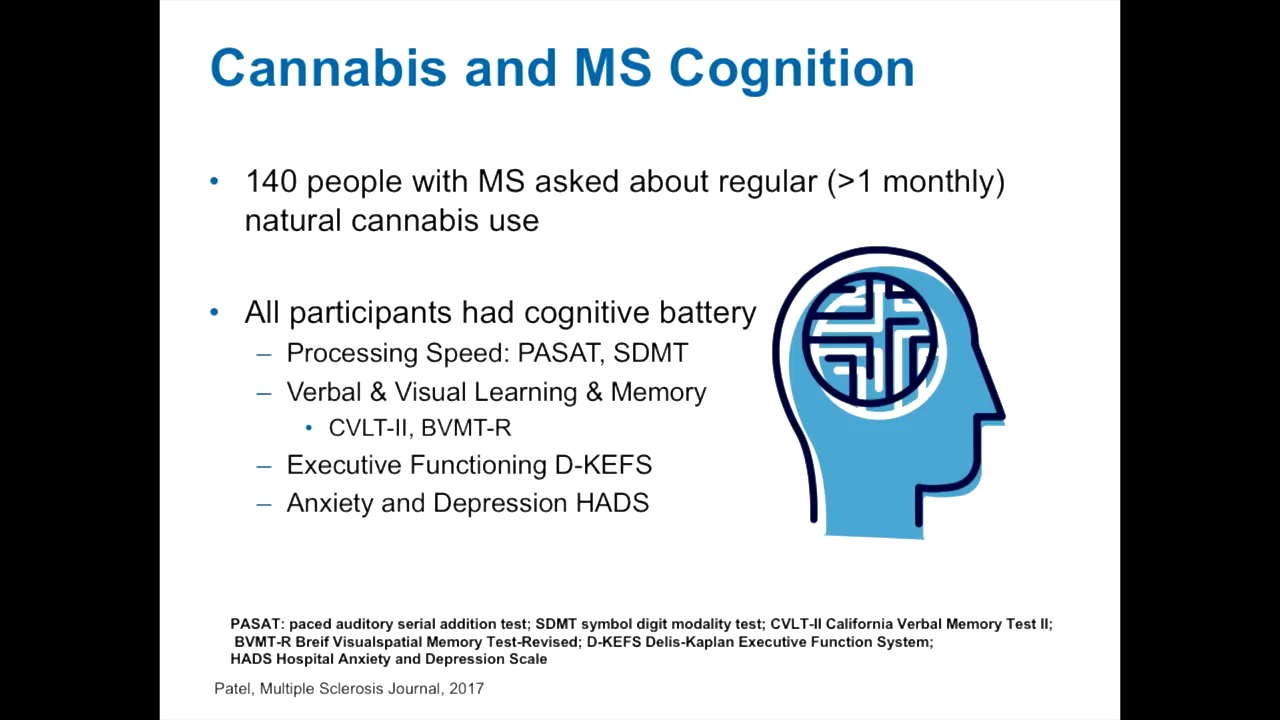 Cannabis and MS Cognition
• 140 people with MS asked about regular (>1 monthly)
natural cannabis use
• All participants had cognitive battery
– Processing Speed: PASAT, SDMT
– Verbal & Visual Learning & Memory
• CVLT-II, BVMT-R
– Executive Functioning D-KEFS
– Anxiety and Depression HADS
PASAT: paced auditory serial addition test; SDMT symbol digit modality test; CVLT-II California Verbal Memory Test II;
BVMT-R Breif Visualspatial Memory Test-Revised; D-KEFS Delis-Kaplan Executive Function System;
HADS Hospital Anxiety and Depression Scale
Patel, Multiple Sclerosis Journal, 2017